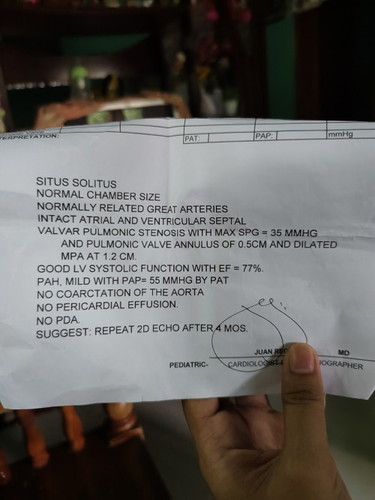 TERPRETATION:
PAT: PAP: mmHg
SITUS SOLITUS
NORMAL CHAMBER SIZE
NORMALLY RELATED GREAT ARTERIES
INTACT ATRIAL AND VENTRICULAR SEPTAL
VALVAR PULMONIC STENOSIS WITH MAX SPG = 35 MMHG
AND PULMONIC VALVE ANNULUS OF 0.5CM AND DILATED
MPA AT 1.2 CM.
GOOD LV SYSTOLIC FUNCTION WITH EF = 77%.
PAH, MILD WITH PAP= 55 MMHG BY PAT
NO COARCTATION OF THE AORTA
NO PERICARDIAL EFFUSION.
NO PDA.
SUGGEST: REPEAT 2D ECHO AFTER 4 MOS.
JUAN MD
PEDIATRIC- CARDIOLOGIST OGRAPHER